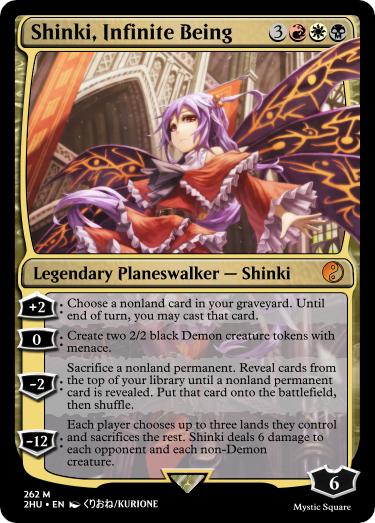 Shinki, Infinite Being 3
Legendary Planeswalker — Shinki
+2: Choose a nonland card in your graveyard. Until
end of turn, you may cast that card.
0: Create two 2/2 black Demon creature tokens with
menace.
Sacrifice a nonland permanent. Reveal cards from
-2: the top of your library until a nonland permanent
card is revealed. Put that card onto the battlefield,
then shuffle.
Each player chooses up to three lands they control
-12: and sacrifices the rest. Shinki deals 6 damage to
each opponent and each non-Demon
creature.
6
262 M
2HU • EN くりおね/KURIONE
Mystic Square